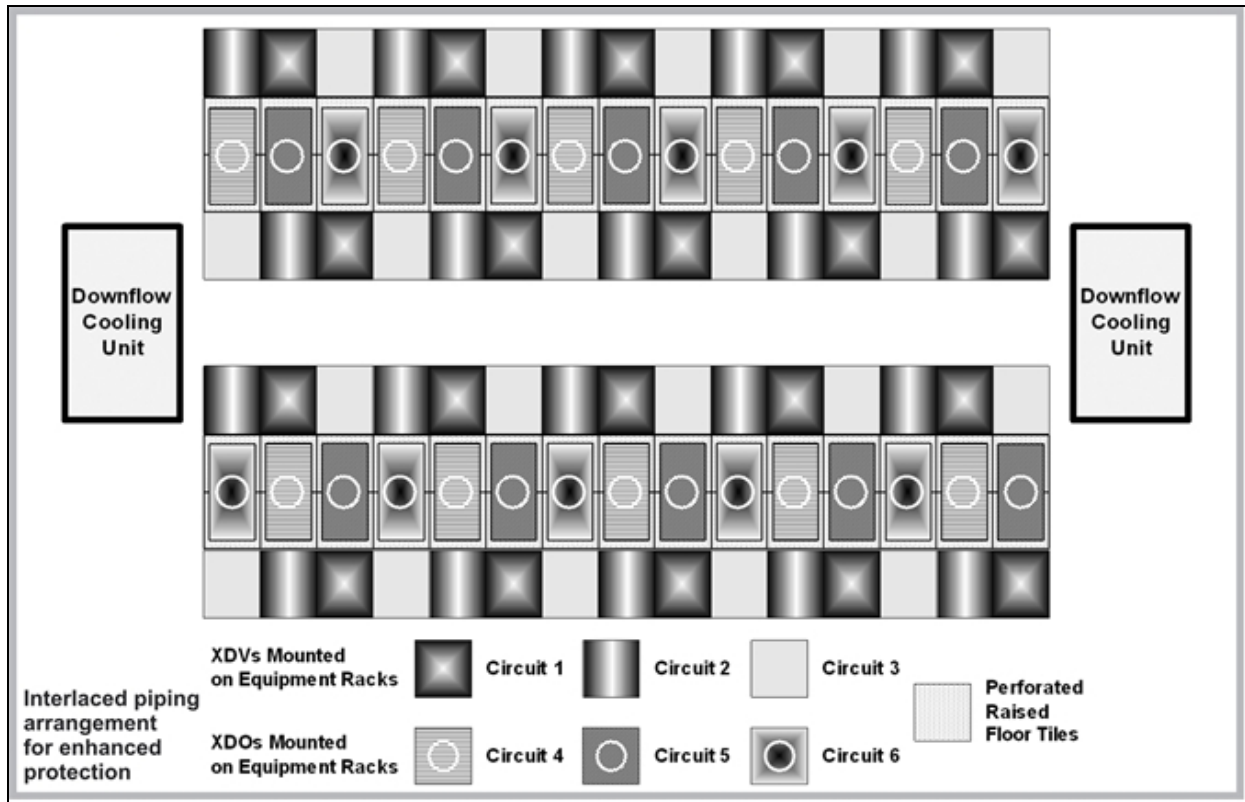 Downflow
Cooling
Unit
Downflow
Cooling
Unit
XDVs Mounted
on Equipment Racks
Circuit 1
Circuit 2
Circuit 3
Interlaced piping
arrangement
for enhanced
protection
XDOs Mounted
on Equipment Racks
Circuit 4
Circuit 5
Circuit 6
Perforated
Raised
Floor Tiles